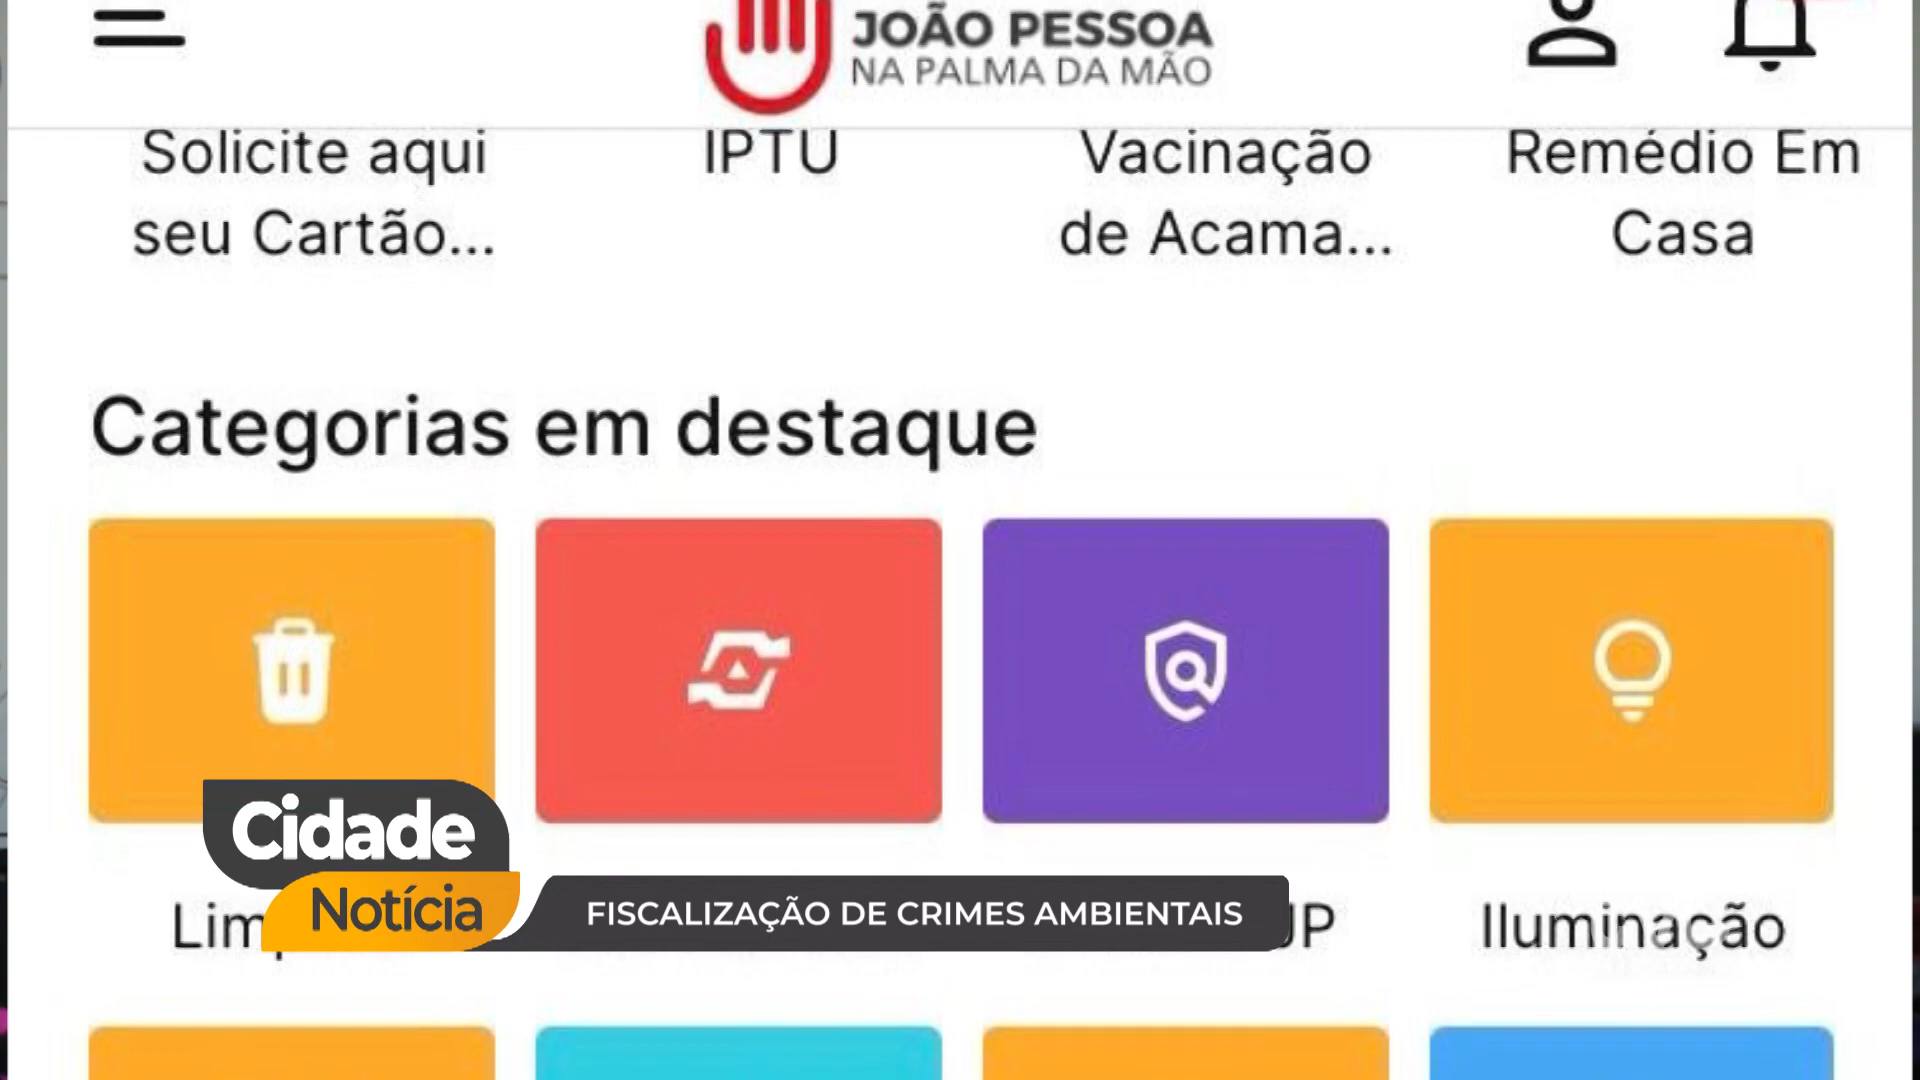 JOÃO PESSOA
NA PALMA DA MÃO
Solicite aqui
seu Cartão...
IPTU
Vacinação
de Acama...
Remédio Em
Casa
Categorias em destaque
Cidade
Notícia
FISCALIZAÇÃO DE CRIMES AMBIENTAIS
Iluminação